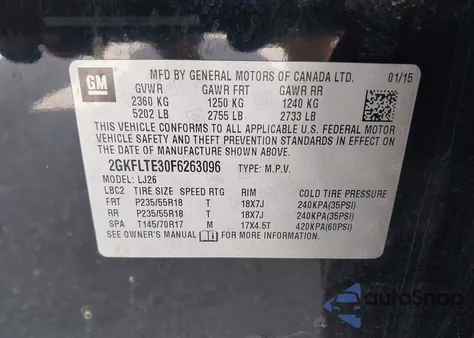 GM
MFD BY GENERAL MOTORS OF CANADA LTD. 01/15
GVWR GAWR FRT GAWR RR
2360 KG 1250 KG 1240 KG
5202 LB 2755 LB 2733 LB
THIS VEHICLE CONFORMS TO ALL APPLICABLE U.S. FEDERAL MOTOR
VEHICLE SAFETY AND THEFT PREVENTION STANDARDS IN EFFECT ON
THE DATE OF MANUFACTURE SHOWN ABOVE.
2GKFLTE30F6263096 TYPE: M.P.V.
MODEL: LJ26
LBC2 TIRE SIZE SPEED RTG RIM COLD TIRE PRESSURE
FRT P235/55R18 T 18X7J 240KPA(35PSI)
RR P235/55R18 T 18X7J 240KPA(35PSI)
SPA T145/70R17 M 17X4.5T 420KPA(60PSI)
SEE OWNER'S MANUAL FOR MORE INFORMATION.
autoSnap